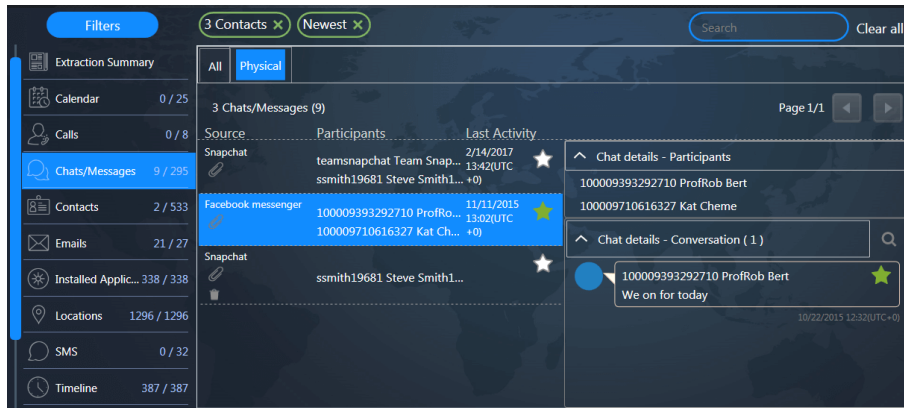 Filters
3 Contacts ×
Newest ×
Search
Clear all
Extraction Summary
Calendar 0 / 25
Calls 0 / 8
Chats/Messages 9 / 295
Contacts 2 / 533
Emails 21 / 27
Installed Applic... 338 / 338
Locations 1296 / 1296
SMS 0 / 32
Timeline 387 / 387
All Physical
3 Chats/Messages (9)
Page 1/1
Source Participants Last Activity
Snapchat
teamsnapchat Team Snap...
ssmith19681 Steve Smith1...
2/14/2017
13:42(UTC
+0)
Facebook messenger
100009393292710 ProfRo...
100009710616327 Kat Ch...
11/11/2015
13:02(UTC
+0)
Snapchat
ssmith19681 Steve Smith1...
Chat details - Participants
100009393292710 ProfRob Bert
100009710616327 Kat Cheme
Chat details - Conversation ( 1 )
100009393292710 ProfRob Bert
We on for today
10/22/2015 12:32(UTC+0)